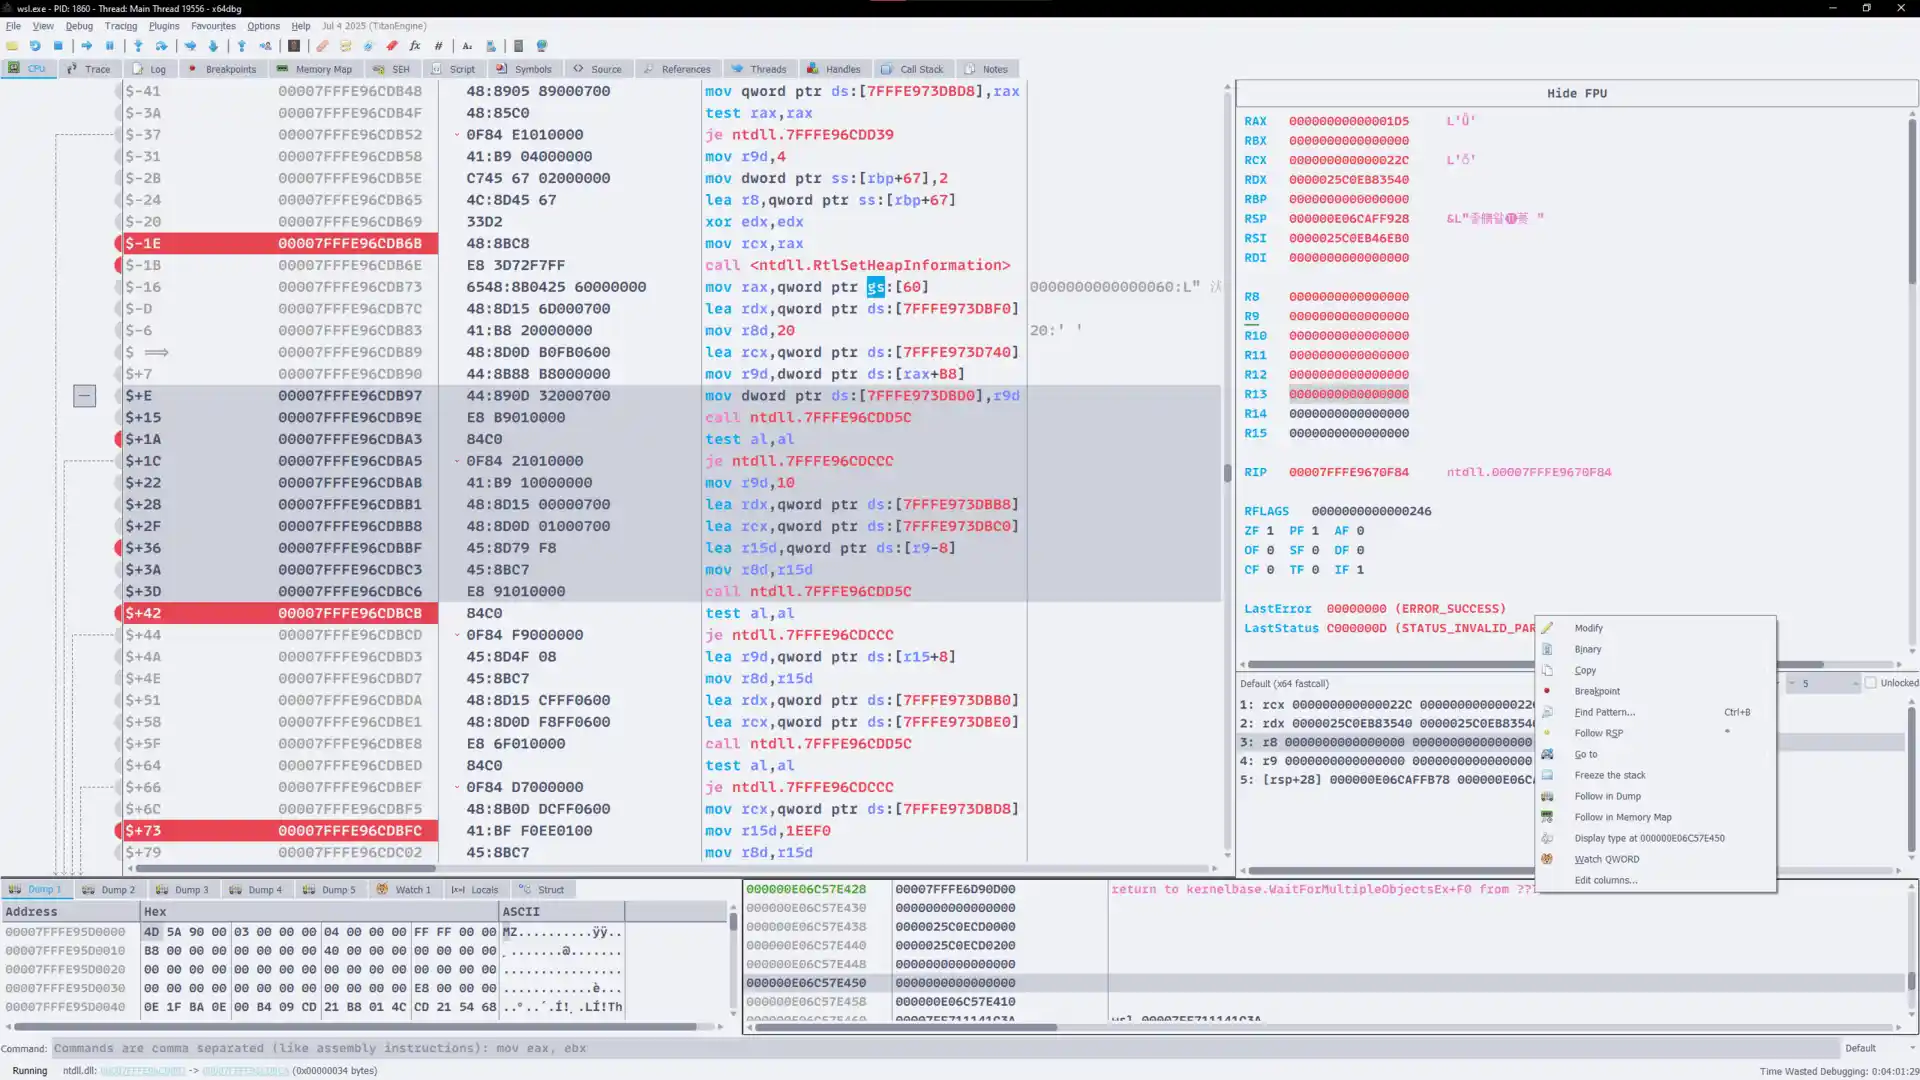 wsl.exe - PID: 1860 - Thread: Main Thread 19556 - x64dbg
File View Debug Tracing Plugins Favourites Options Help Jul 4 2025 (TitanEngine)
CPU Trace Log Breakpoints Memory Map SEH Script Symbols Source References Threads Handles Call Stack Notes
$-41 00007FFFE96CDB48 48:8905 89000700 mov qword ptr ds:[7FFFE973DBD8],rax
$-3A 00007FFFE96CDB4F 48:85C0 test rax,rax
$-37 00007FFFE96CDB52 0F84 E1010000 je ntdll.7FFFE96CDD39
$-31 00007FFFE96CDB58 41:B9 04000000 mov r9d,4
$-2B 00007FFFE96CDB5E C745 67 02000000 mov dword ptr ss:[rbp+67],2
$-24 00007FFFE96CDB65 4C:8D45 67 lea r8,qword ptr ss:[rbp+67]
$-20 00007FFFE96CDB69 33D2 xor edx,edx
$-1E 00007FFFE96CDB6B 48:8BC8 mov rcx,rax
$-1B 00007FFFE96CDB6E E8 3D72F7FF call <ntdll.RtlSetHeapInformation>
$-16 00007FFFE96CDB73 6548:8B0425 60000000 mov rax,qword ptr gs:[60] 0000000000000060:L"
$-D 00007FFFE96CDB7C 48:8D15 6D000700 lea rdx,qword ptr ds:[7FFFE973DBF0]
$-6 00007FFFE96CDB83 41:B8 20000000 mov r8d,20 20:' '
$ ⟹ 00007FFFE96CDB89 48:8D0D B0FB0600 lea rcx,qword ptr ds:[7FFFE973D740]
$+7 00007FFFE96CDB90 44:8B88 B8000000 mov r9d,dword ptr ds:[rax+B8]
$+E 00007FFFE96CDB97 44:890D 32000700 mov dword ptr ds:[7FFFE973DBD0],r9d
$+15 00007FFFE96CDB9E E8 B9010000 call ntdll.7FFFE96CDD5C
$+1A 00007FFFE96CDBA3 84C0 test al,al
$+1C 00007FFFE96CDBA5 0F84 21010000 je ntdll.7FFFE96CDCCC
$+22 00007FFFE96CDBAB 41:B9 10000000 mov r9d,10
$+28 00007FFFE96CDBB1 48:8D15 00000700 lea rdx,qword ptr ds:[7FFFE973DBB8]
$+2F 00007FFFE96CDBB8 48:8D0D 01000700 lea rcx,qword ptr ds:[7FFFE973DBC0]
$+36 00007FFFE96CDBBF 45:8D79 F8 lea r15d,qword ptr ds:[r9-8]
$+3A 00007FFFE96CDBC3 45:8BC7 mov r8d,r15d
$+3D 00007FFFE96CDBC6 E8 91010000 call ntdll.7FFFE96CDD5C
$+42 00007FFFE96CDBCB 84C0 test al,al
$+44 00007FFFE96CDBCD 0F84 F9000000 je ntdll.7FFFE96CDCCC
$+4A 00007FFFE96CDBD3 45:8D4F 08 lea r9d,qword ptr ds:[r15+8]
$+4E 00007FFFE96CDBD7 45:8BC7 mov r8d,r15d
$+51 00007FFFE96CDBDA 48:8D15 CFFF0600 lea rdx,qword ptr ds:[7FFFE973DBB0]
$+58 00007FFFE96CDBE1 48:8D0D F8FF0600 lea rcx,qword ptr ds:[7FFFE973DBE0]
$+5F 00007FFFE96CDBE8 E8 6F010000 call ntdll.7FFFE96CDD5C
$+64 00007FFFE96CDBED 84C0 test al,al
$+66 00007FFFE96CDBEF 0F84 D7000000 je ntdll.7FFFE96CDCCC
$+6C 00007FFFE96CDBF5 48:8B0D DCFF0600 mov rcx,qword ptr ds:[7FFFE973DBD8]
$+73 00007FFFE96CDBFC 41:BF F0EE0100 mov r15d,1EEF0
$+79 00007FFFE96CDC02 45:8BC7 mov r8d,r15d
Hide FPU
RAX 00000000000001D5 L'Ǖ'
RBX 0000000000000000
RCX 000000000000022C L'Ȭ'
RDX 0000025C0EB83540
RBP 0000000000000000
RSP 000000E06CAFF928
RSI 0000025C0EB46EB0
RDI 0000000000000000
R8 0000000000000000
R9 0000000000000000
R10 0000000000000000
R11 0000000000000000
R12 0000000000000000
R13 0000000000000000
R14 0000000000000000
R15 0000000000000000
RIP 00007FFFE9670F84 ntdll.00007FFFE9670F84
RFLAGS 0000000000000246
ZF 1 PF 1 AF 0
OF 0 SF 0 DF 0
CF 0 TF 0 IF 1
LastError 00000000 (ERROR_SUCCESS)
LastStatus C000000D (STATUS_INVALID_PAR
Default (x64 fastcall) 5 Unlocked
1: rcx 000000000000022C 000000000000022C
2: rdx 0000025C0EB83540 0000025C0EB83540
3: r8 0000000000000000 0000000000000000
4: r9 0000000000000000 0000000000000000
5: [rsp+28] 000000E06CAFFB78 000000E06CA
Modify
Binary
Copy
Breakpoint
Find Pattern... Ctrl+B
Follow RSP *
Go to
Freeze the stack
Follow in Dump
Follow in Memory Map
Display type at 000000E06C57E450
Watch QWORD
Edit columns...
Dump 1 Dump 2 Dump 3 Dump 4 Dump 5 Watch 1 Locals Struct
Address Hex ASCII
00007FFFE95D0000 4D 5A 90 00 03 00 00 00 04 00 00 00 FF FF 00 00 MZ..........ÿÿ..
00007FFFE95D0010 B8 00 00 00 00 00 00 00 40 00 00 00 00 00 00 00 ¸.......@.......
00007FFFE95D0020 00 00 00 00 00 00 00 00 00 00 00 00 00 00 00 00 ................
00007FFFE95D0030 00 00 00 00 00 00 00 00 00 00 00 00 E8 00 00 00 ............è...
00007FFFE95D0040 0E 1F BA 0E 00 B4 09 CD 21 B8 01 4C CD 21 54 68 ..º..´.Í!¸.LÍ!Th
000000E06C57E428 00007FFFE6D90D00 return to kernelbase.WaitForMultipleObjectsEx+F0 from ???
000000E06C57E430 0000000000000000
000000E06C57E438 0000025C0ECD0000
000000E06C57E440 0000025C0ECD0200
000000E06C57E448 0000000000000000
000000E06C57E450 0000000000000000
000000E06C57E458 000000E06C57E410
Command: Commands are comma separated (like assembly instructions): mov eax, ebx Default
Running ntdll.dll: -> (0x00000034 bytes) Time Wasted Debugging: 0:04:01:29